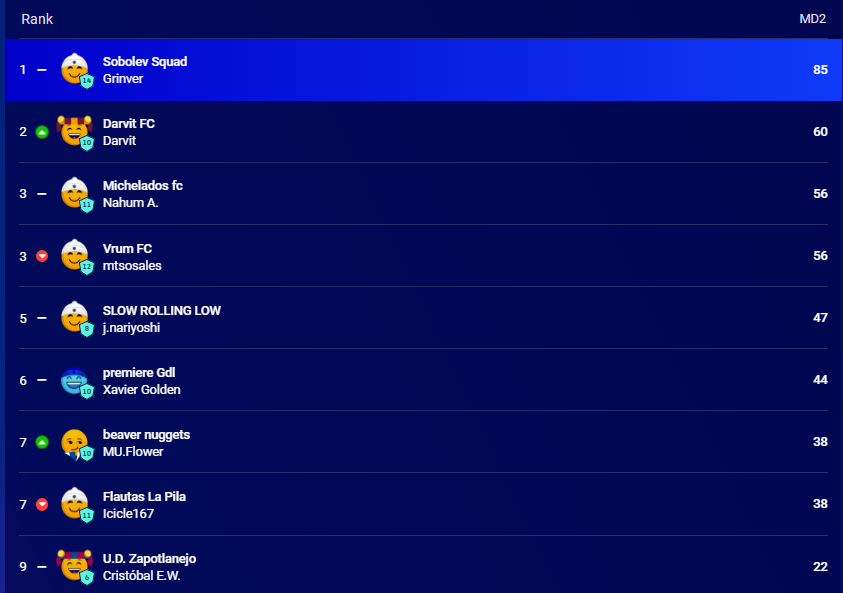 Rank MD2
1 Sobolev Squad 85
14 Grinver
2 Darvit FC 60
10 Darvit
3 Michelados fc 56
11 Nahum A.
3 Vrum FC 56
12 mtsosales
5 SLOW ROLLING LOW 47
8 j.nariyoshi
6 premiere Gdl 44
10 Xavier Golden
7 beaver nuggets 38
10 MU.Flower
7 Flautas La Pila 38
11 Icicle167
9 U.D. Zapotlanejo 22
6 Cristóbal E.W.